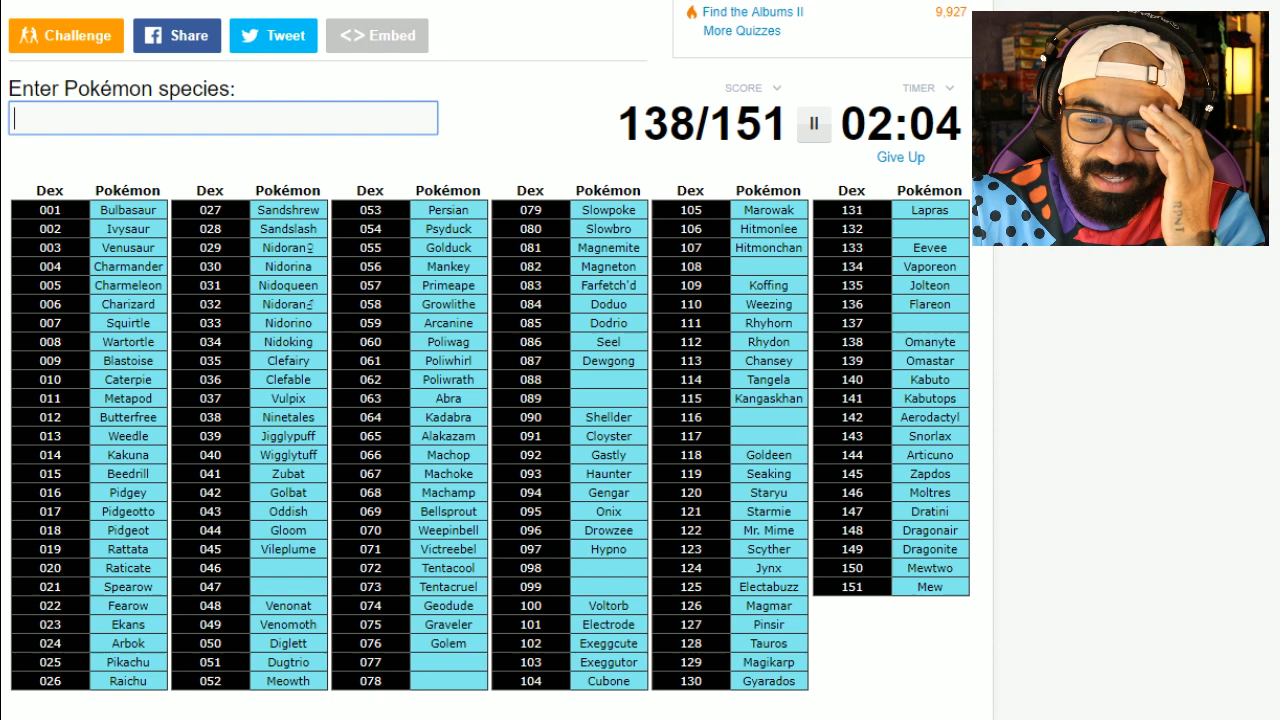 Challenge Share Tweet <> Embed
Find the Albums II 9,927
More Quizzes
Enter Pokémon species:
SCORE TIMER
138/151 II 02:04
Give Up
Dex Pokémon Dex Pokémon Dex Pokémon Dex Pokémon Dex Pokémon Dex Pokémon
001 Bulbasaur 027 Sandshrew 053 Persian 079 Slowpoke 105 Marowak 131 Lapras
002 Ivysaur 028 Sandslash 054 Psyduck 080 Slowbro 106 Hitmonlee 132
003 Venusaur 029 Nidoran♀ 055 Golduck 081 Magnemite 107 Hitmonchan 133 Eevee
004 Charmander 030 Nidorina 056 Mankey 082 Magneton 108 134 Vaporeon
005 Charmeleon 031 Nidoqueen 057 Primeape 083 Farfetch'd 109 Koffing 135 Jolteon
006 Charizard 032 Nidoran♂ 058 Growlithe 084 Doduo 110 Weezing 136 Flareon
007 Squirtle 033 Nidorino 059 Arcanine 085 Dodrio 111 Rhyhorn 137
008 Wartortle 034 Nidoking 060 Poliwag 086 Seel 112 Rhydon 138 Omanyte
009 Blastoise 035 Clefairy 061 Poliwhirl 087 Dewgong 113 Chansey 139 Omastar
010 Caterpie 036 Clefable 062 Poliwrath 088 114 Tangela 140 Kabuto
011 Metapod 037 Vulpix 063 Abra 089 115 Kangaskhan 141 Kabutops
012 Butterfree 038 Ninetales 064 Kadabra 090 Shellder 116 142 Aerodactyl
013 Weedle 039 Jigglypuff 065 Alakazam 091 Cloyster 117 143 Snorlax
014 Kakuna 040 Wigglytuff 066 Machop 092 Gastly 118 Goldeen 144 Articuno
015 Beedrill 041 Zubat 067 Machoke 093 Haunter 119 Seaking 145 Zapdos
016 Pidgey 042 Golbat 068 Machamp 094 Gengar 120 Staryu 146 Moltres
017 Pidgeotto 043 Oddish 069 Bellsprout 095 Onix 121 Starmie 147 Dratini
018 Pidgeot 044 Gloom 070 Weepinbell 096 Drowzee 122 Mr. Mime 148 Dragonair
019 Rattata 045 Vileplume 071 Victreebel 097 Hypno 123 Scyther 149 Dragonite
020 Raticate 046 072 Tentacool 098 124 Jynx 150 Mewtwo
021 Spearow 047 073 Tentacruel 099 125 Electabuzz 151 Mew
022 Fearow 048 Venonat 074 Geodude 100 Voltorb 126 Magmar
023 Ekans 049 Venomoth 075 Graveler 101 Electrode 127 Pinsir
024 Arbok 050 Diglett 076 Golem 102 Exeggcute 128 Tauros
025 Pikachu 051 Dugtrio 077 103 Exeggutor 129 Magikarp
026 Raichu 052 Meowth 078 104 Cubone 130 Gyarados